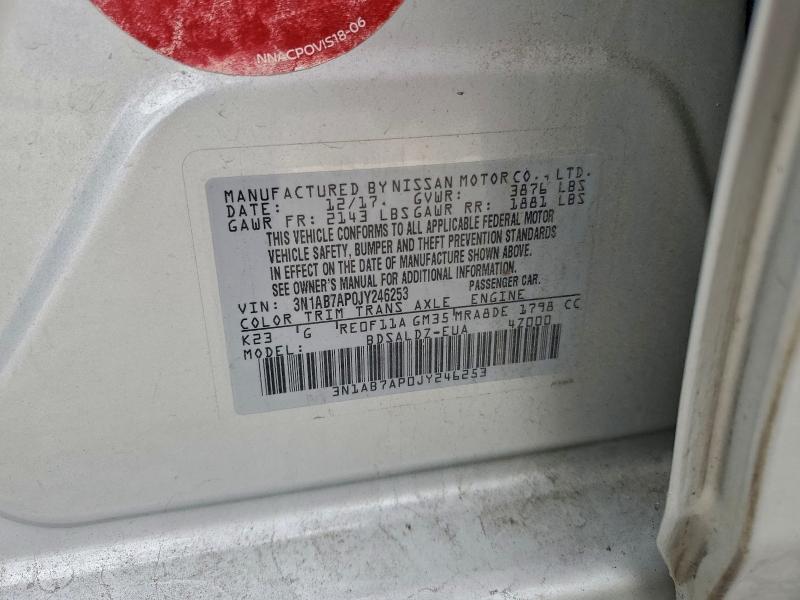 NNACPOVIS18-06
MANUFACTURED BY NISSAN MOTOR CO., LTD.
DATE: 12/17. GVWR: 3876 LBS
GAWR FR: 2143 LBS GAWR RR: 1881 LBS
THIS VEHICLE CONFORMS TO ALL APPLICABLE FEDERAL MOTOR
VEHICLE SAFETY, BUMPER AND THEFT PREVENTION STANDARDS
IN EFFECT ON THE DATE OF MANUFACTURE SHOWN ABOVE.
SEE OWNER'S MANUAL FOR ADDITIONAL INFORMATION.
VIN: 3N1AB7AP0JY246253 PASSENGER CAR.
COLOR TRIM TRANS AXLE ENGINE
K23 G RE0F11A GM35 MRA8DE 1798 CC
MODEL: BDSALDZ-EUA 4Z000
3N1AB7AP0JY246253